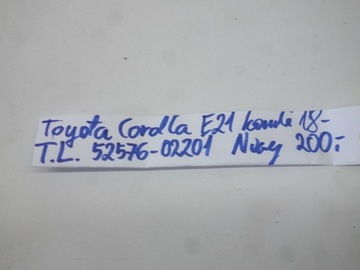 Toyota Corolla E21 kombi 18-
T.L. 52576-02201 Nowy 200,-